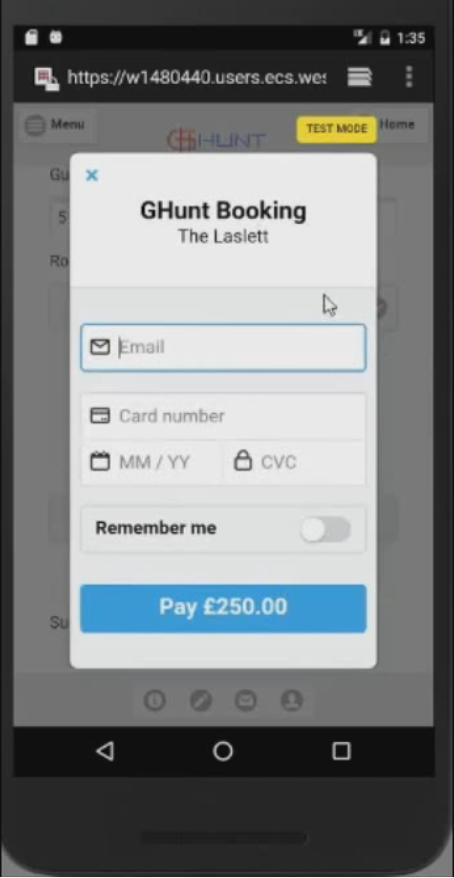 1:35
https://w1480440.users.ecs.wes
Menu
GHUNT
TEST MODE
Home
Gu
5
Ro
×
GHunt Booking
The Laslett
Email
Card number
MM / YY
CVC
Remember me
Pay £250.00
Su